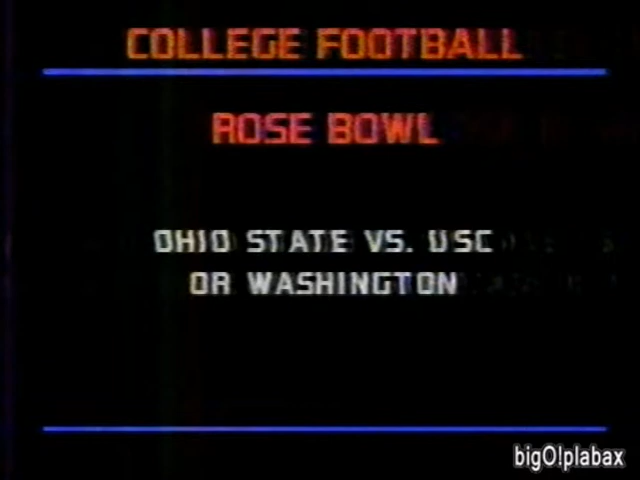 COLLEGE FOOTBALL
ROSE BOWL
OHIO STATE VS. USC
OR WASHINGTON
bigO!plabax